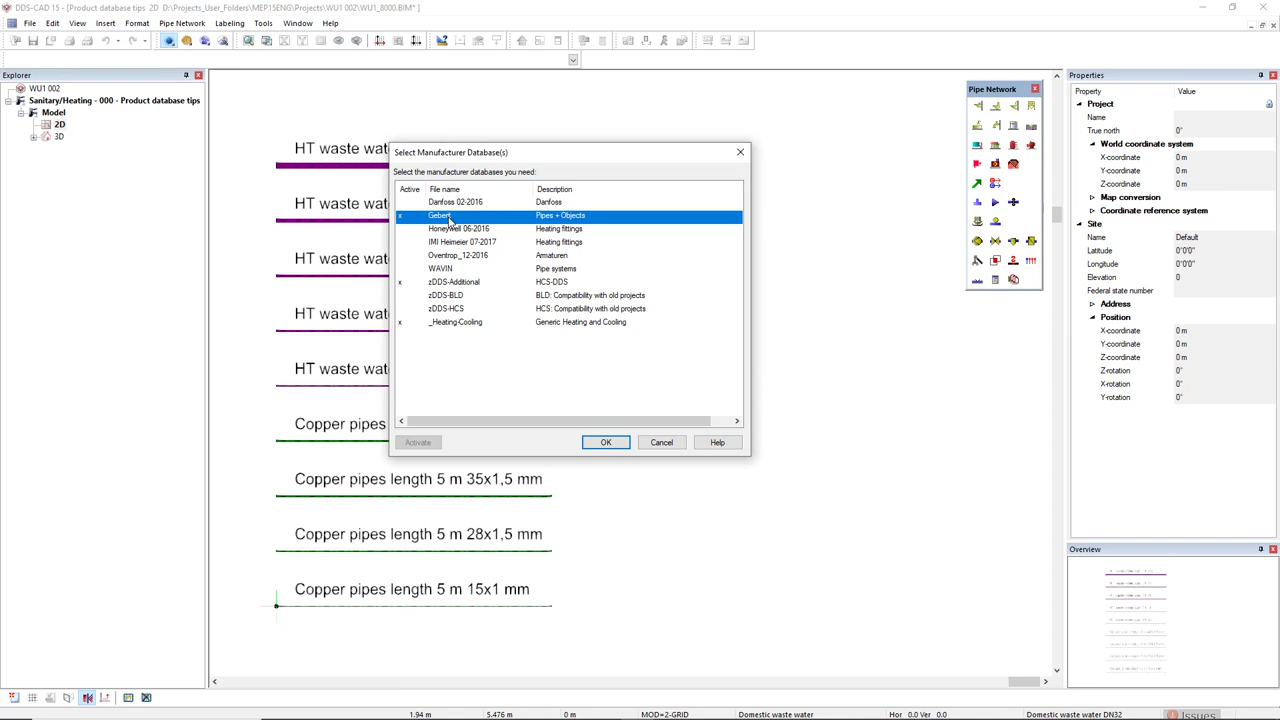 DDS-CAD 15 - [Product database tips 2D D:\Projects_User_Folders\MEP15ENG\Projects\WU1 002\WU1_8000.BIM* ]
File Edit View Insert Format Pipe Network Labeling Tools Window Help
Explorer
WU1 002
Sanitary/Heating - 000 - Product database tips
Model
2D
3D
HT waste wat
HT waste wat
HT waste wat
HT waste wat
HT waste wat
Copper pipes
Copper pipes length 5 m 35x1,5 mm
Copper pipes length 5 m 28x1,5 mm
Copper pipes length 5 m 15x1 mm
Select Manufacturer Database(s)
Select the manufacturer databases you need:
Active File name Description
Danfoss 02-2016 Danfoss
x Geberit Pipes + Objects
Honeywell 06-2016 Heating fittings
IMI Heimeier 07-2017 Heating fittings
Oventrop_12-2016 Armaturen
WAVIN Pipe systems
x zDDS-Additional HCS-DDS
zDDS-BLD BLD: Compatibility with old projects
zDDS-HCS HCS: Compatibility with old projects
x _Heating-Cooling Generic Heating and Cooling
Activate OK Cancel Help
Pipe Network
Properties
Property Value
Project
Name
True north 0°
World coordinate system
X-coordinate 0 m
Y-coordinate 0 m
Z-coordinate 0 m
Map conversion
Coordinate reference system
Site
Name Default
Latitude 0°0'0"
Longitude 0°0'0"
Elevation 0
Federal state number
Address
Position
X-coordinate 0 m
Y-coordinate 0 m
Z-coordinate 0 m
Z-rotation 0°
X-rotation 0°
Y-rotation 0°
Overview
1.94 m 5.476 m 0 m MOD=2-GRID Domestic waste water Hor 0.0 Ver 0.0 Domestic waste water DN32 Issues